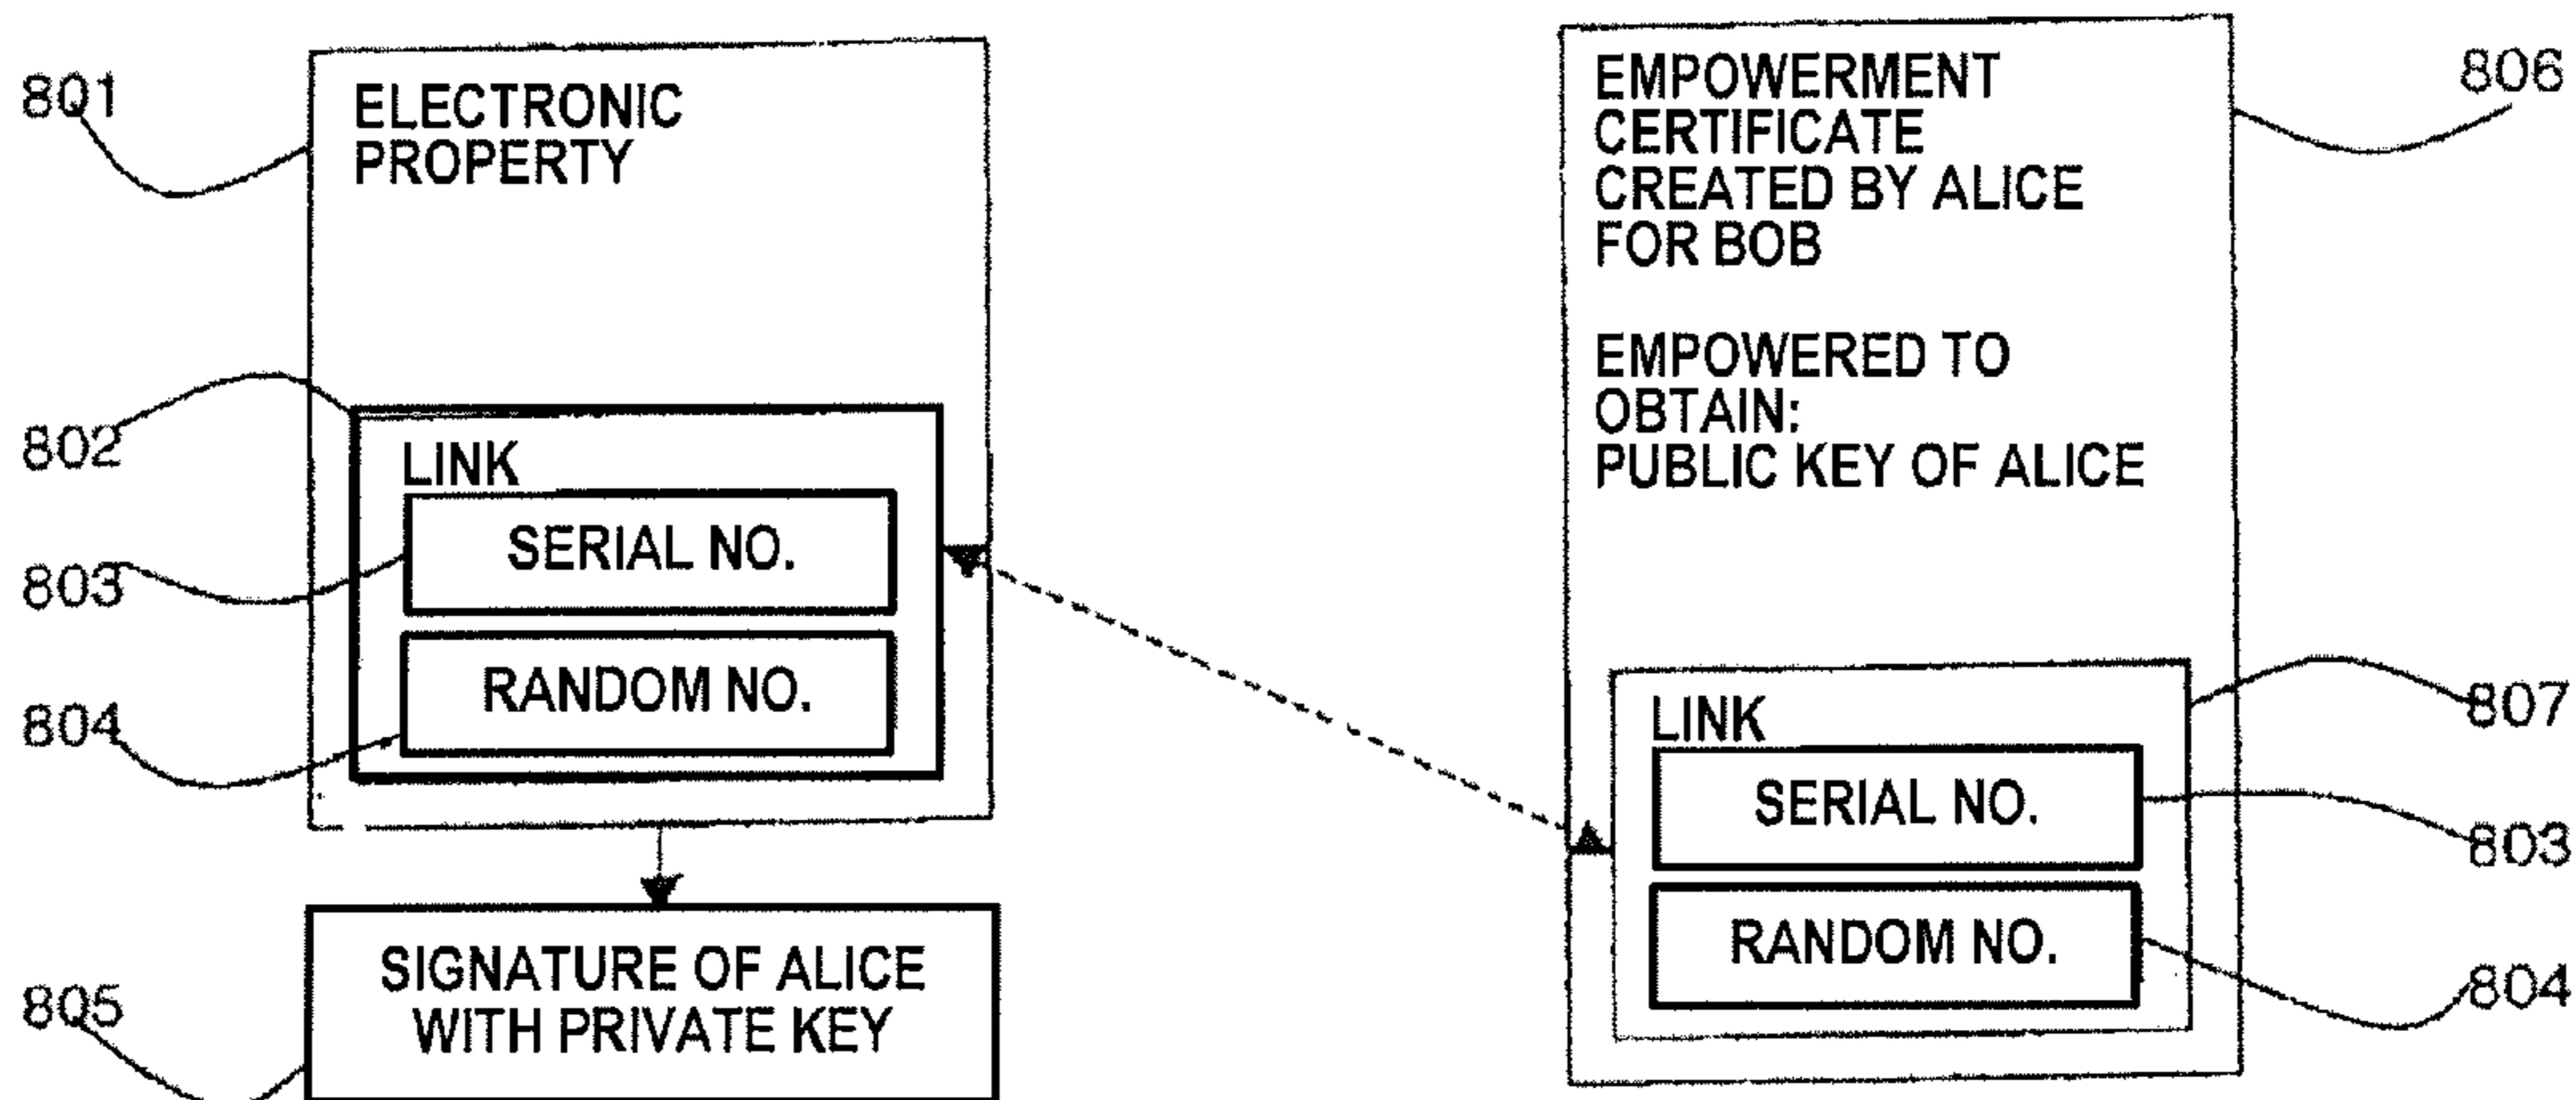 801
ELECTRONIC
PROPERTY
802
LINK
803
SERIAL NO.
804
RANDOM NO.
805
SIGNATURE OF ALICE
WITH PRIVATE KEY
806
EMPOWERMENT
CERTIFICATE
CREATED BY ALICE
FOR BOB
EMPOWERED TO
OBTAIN:
PUBLIC KEY OF ALICE
807
LINK
SERIAL NO.
803
RANDOM NO.
804